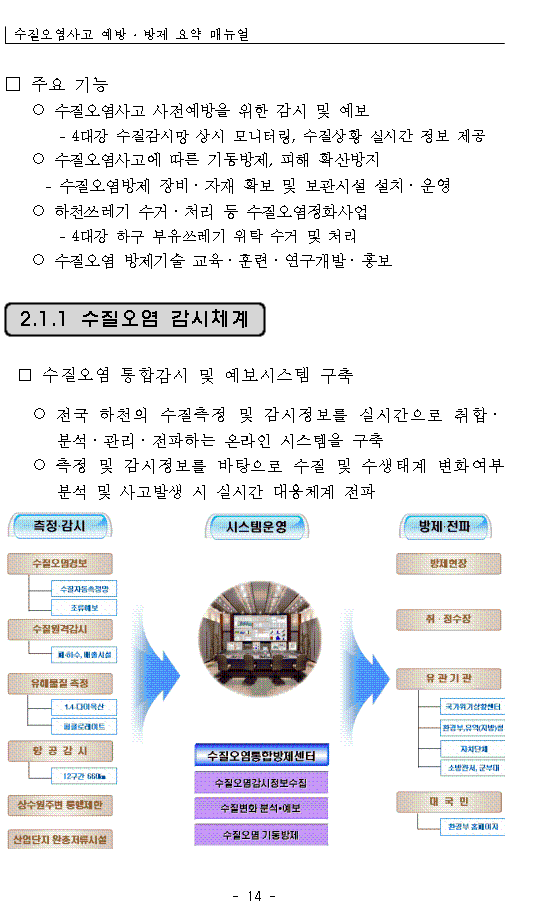 수질오염사고 예방 · 방제 요약 매뉴얼
□ 주요 기능
○ 수질오염사고 사전예방을 위한 감시 및 예보
- 4대강 수질감시망 상시 모니터링, 수질상황 실시간 정보 제공
○ 수질오염사고에 따른 기동방제, 피해 확산방지
- 수질오염방제 장비 · 자재 확보 및 보관시설 설치 · 운영
○ 하천쓰레기 수거 · 처리 등 수질오염정화사업
- 4대강 하구 부유쓰레기 위탁 수거 및 처리
○ 수질오염 방제기술 교육 · 훈련 · 연구개발 · 홍보
2.1.1 수질오염 감시체계
□ 수질오염 통합감시 및 예보시스템 구축
○ 전국 하천의 수질측정 및 감시정보를 실시간으로 취합 ·
분석 · 관리 · 전파하는 온라인 시스템을 구축
○ 측정 및 감시정보를 바탕으로 수질 및 수생태계 변화여부
분석 및 사고발생 시 실시간 대응체계 전파
측정·감시
수질오염경보
수질자동측정망
조류예보
수질원격감시
폐·하수, 배출시설
유해물질 측정
1,4-다이옥산
퍼클로레이트
항 공 감 시
12구간 660km
상수원주변 통행제한
산업단지 완충저류시설
시스템운영
수질오염통합방제센터
수질오염감시정보수집
수질변화 분석·예보
수질오염 기동방제
방제·전파
방제현장
취 · 정수장
유 관 기 관
국가위기상황센터
환경부,유역(지방)청
지자단체
소방관서, 군부대
대 국 민
환경부 홈페이지
- 14 -